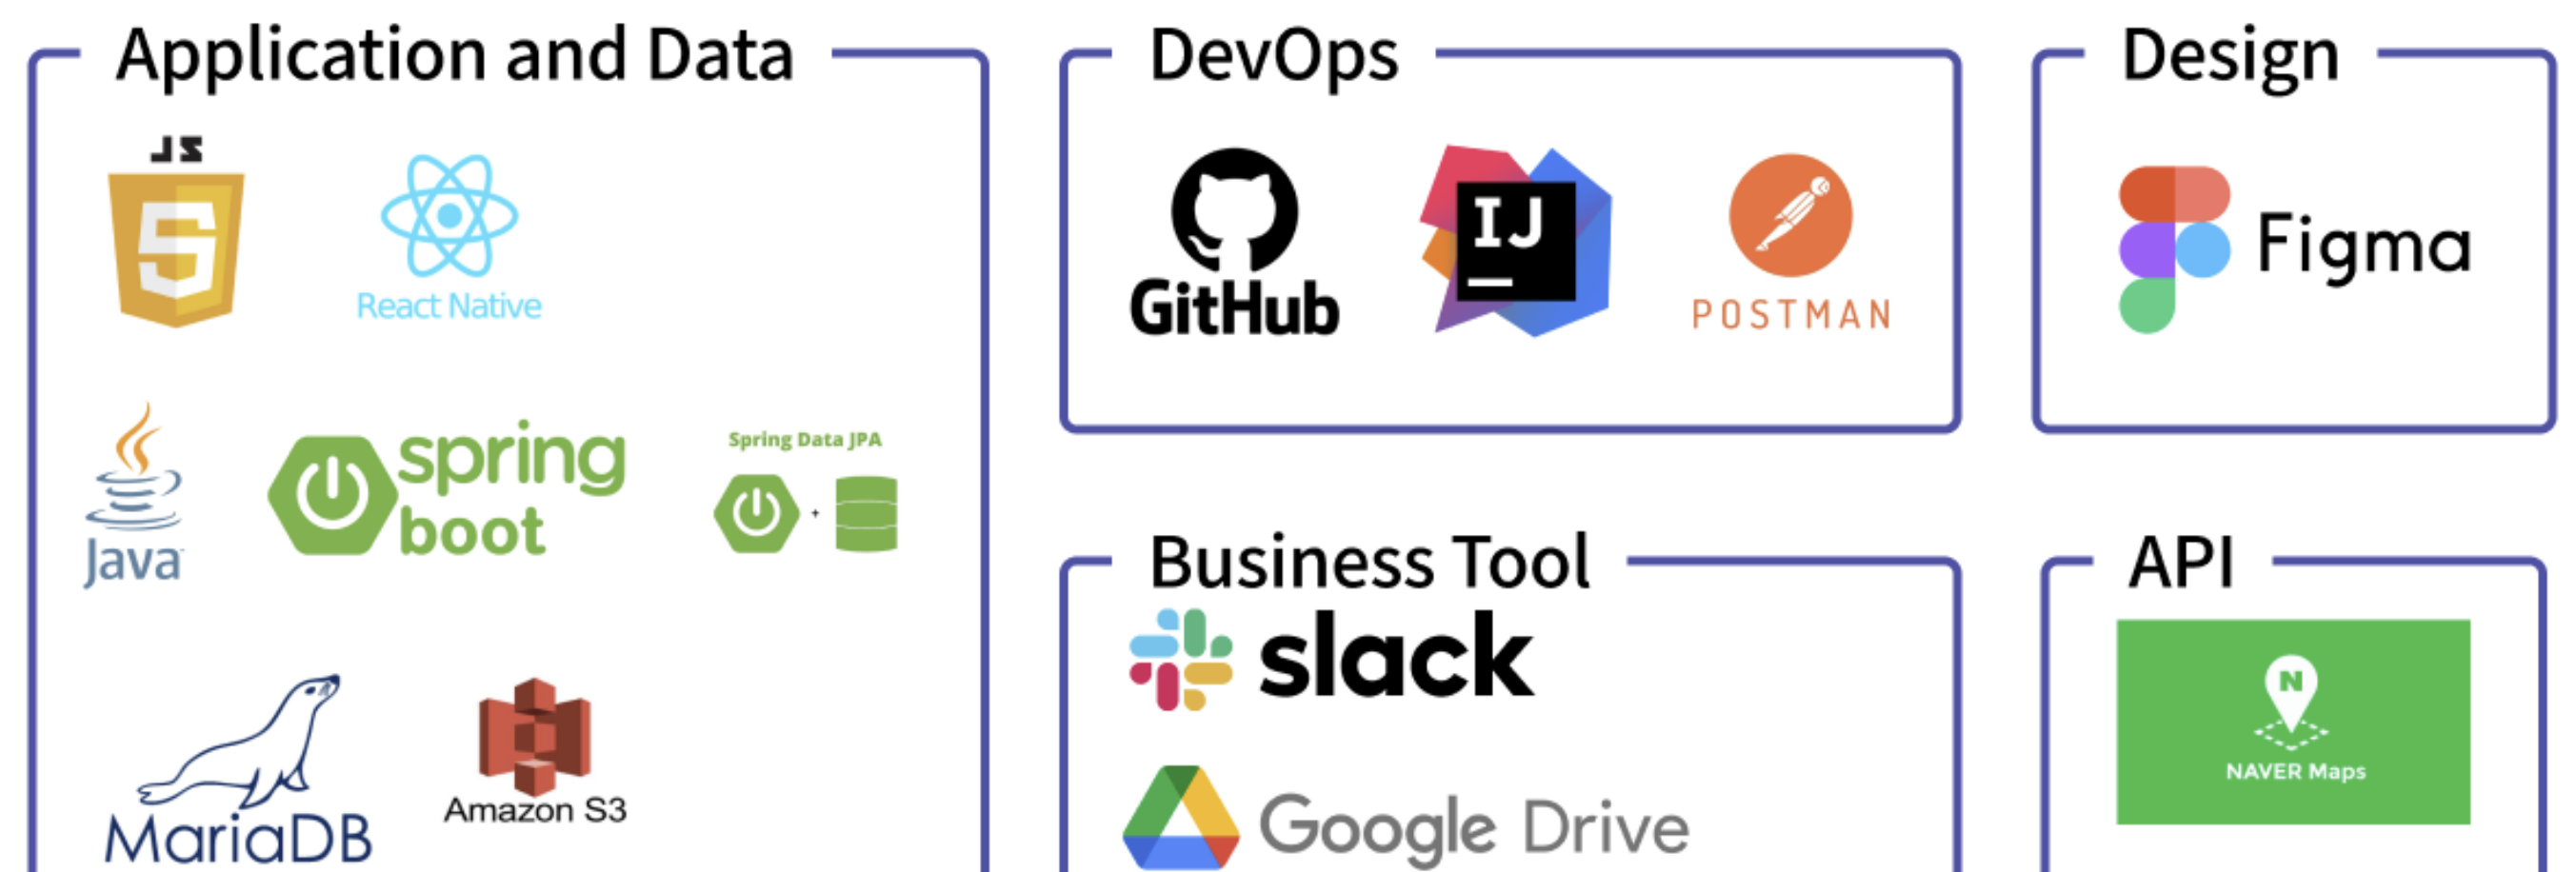 Application and Data
JS
React Native
Java
spring
boot
Spring Data JPA
+
MariaDB
Amazon S3
DevOps
GitHub
IJ
POSTMAN
Design
Figma
Business Tool
slack
Google Drive
API
N
NAVER Maps